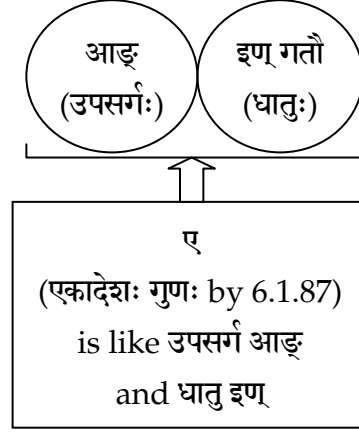 आङ् इण् गतौ
(उपसर्गः) (धातुः)
ए
(एकादेशः गुणः by 6.1.87)
is like उपसर्ग आङ्
and धातु इण्